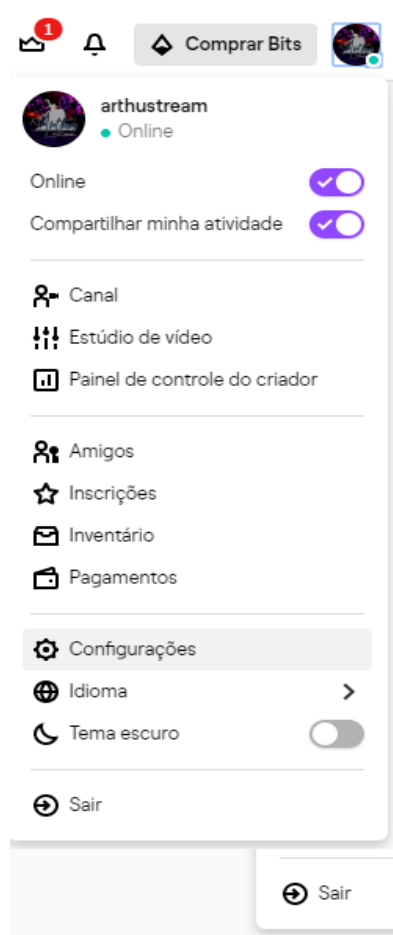 1
Comprar Bits
arthustream
Online
Online
Compartilhar minha atividade
Canal
Estúdio de vídeo
Painel de controle do criador
Amigos
Inscrições
Inventário
Pagamentos
Configurações
Idioma
Tema escuro
Sair
Sair